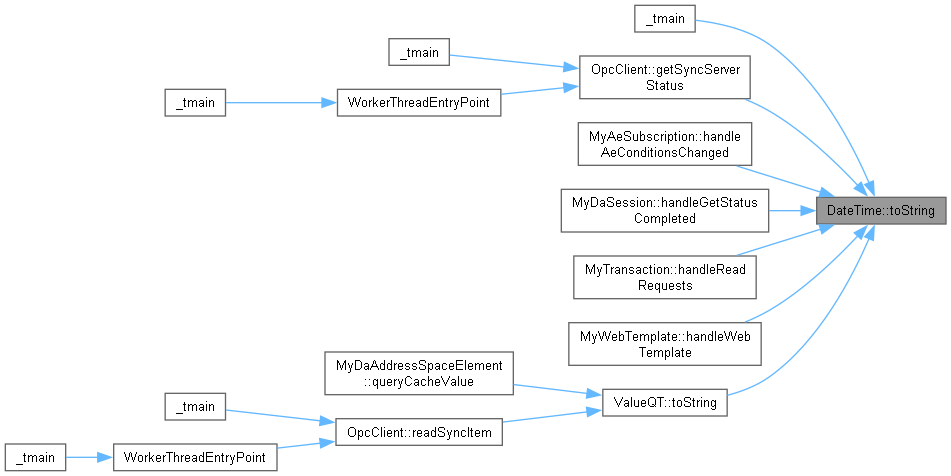 _tmain
_tmain
OpcClient::getSyncServer
Status
_tmain
WorkerThreadEntryPoint
MyAeSubscription::handle
AeConditionsChanged
MyDaSession::handleGetStatus
Completed
DateTime::toString
MyTransaction::handleRead
Requests
MyWebTemplate::handleWeb
Template
MyDaAddressSpaceElement
::queryCacheValue
ValueQT::toString
_tmain
OpcClient::readSyncItem
_tmain
WorkerThreadEntryPoint